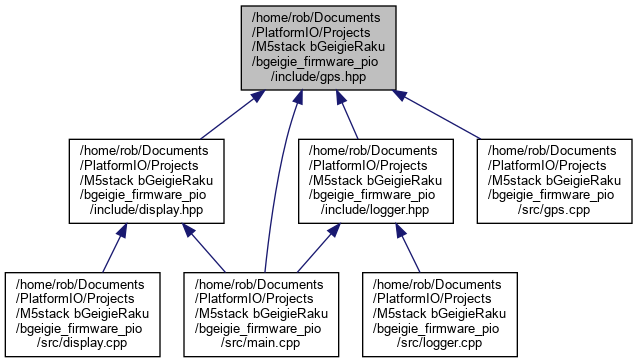 /home/rob/Documents
/PlatformIO/Projects
/M5stack bGeigieRaku
/bgeigie_firmware_pio
/include/gps.hpp
/home/rob/Documents
/PlatformIO/Projects
/M5stack bGeigieRaku
/bgeigie_firmware_pio
/include/display.hpp
/home/rob/Documents
/PlatformIO/Projects
/M5stack bGeigieRaku
/bgeigie_firmware_pio
/include/logger.hpp
/home/rob/Documents
/PlatformIO/Projects
/M5stack bGeigieRaku
/bgeigie_firmware_pio
/src/gps.cpp
/home/rob/Documents
/PlatformIO/Projects
/M5stack bGeigieRaku
/bgeigie_firmware_pio
/src/display.cpp
/home/rob/Documents
/PlatformIO/Projects
/M5stack bGeigieRaku
/bgeigie_firmware_pio
/src/main.cpp
/home/rob/Documents
/PlatformIO/Projects
/M5stack bGeigieRaku
/bgeigie_firmware_pio
/src/logger.cpp